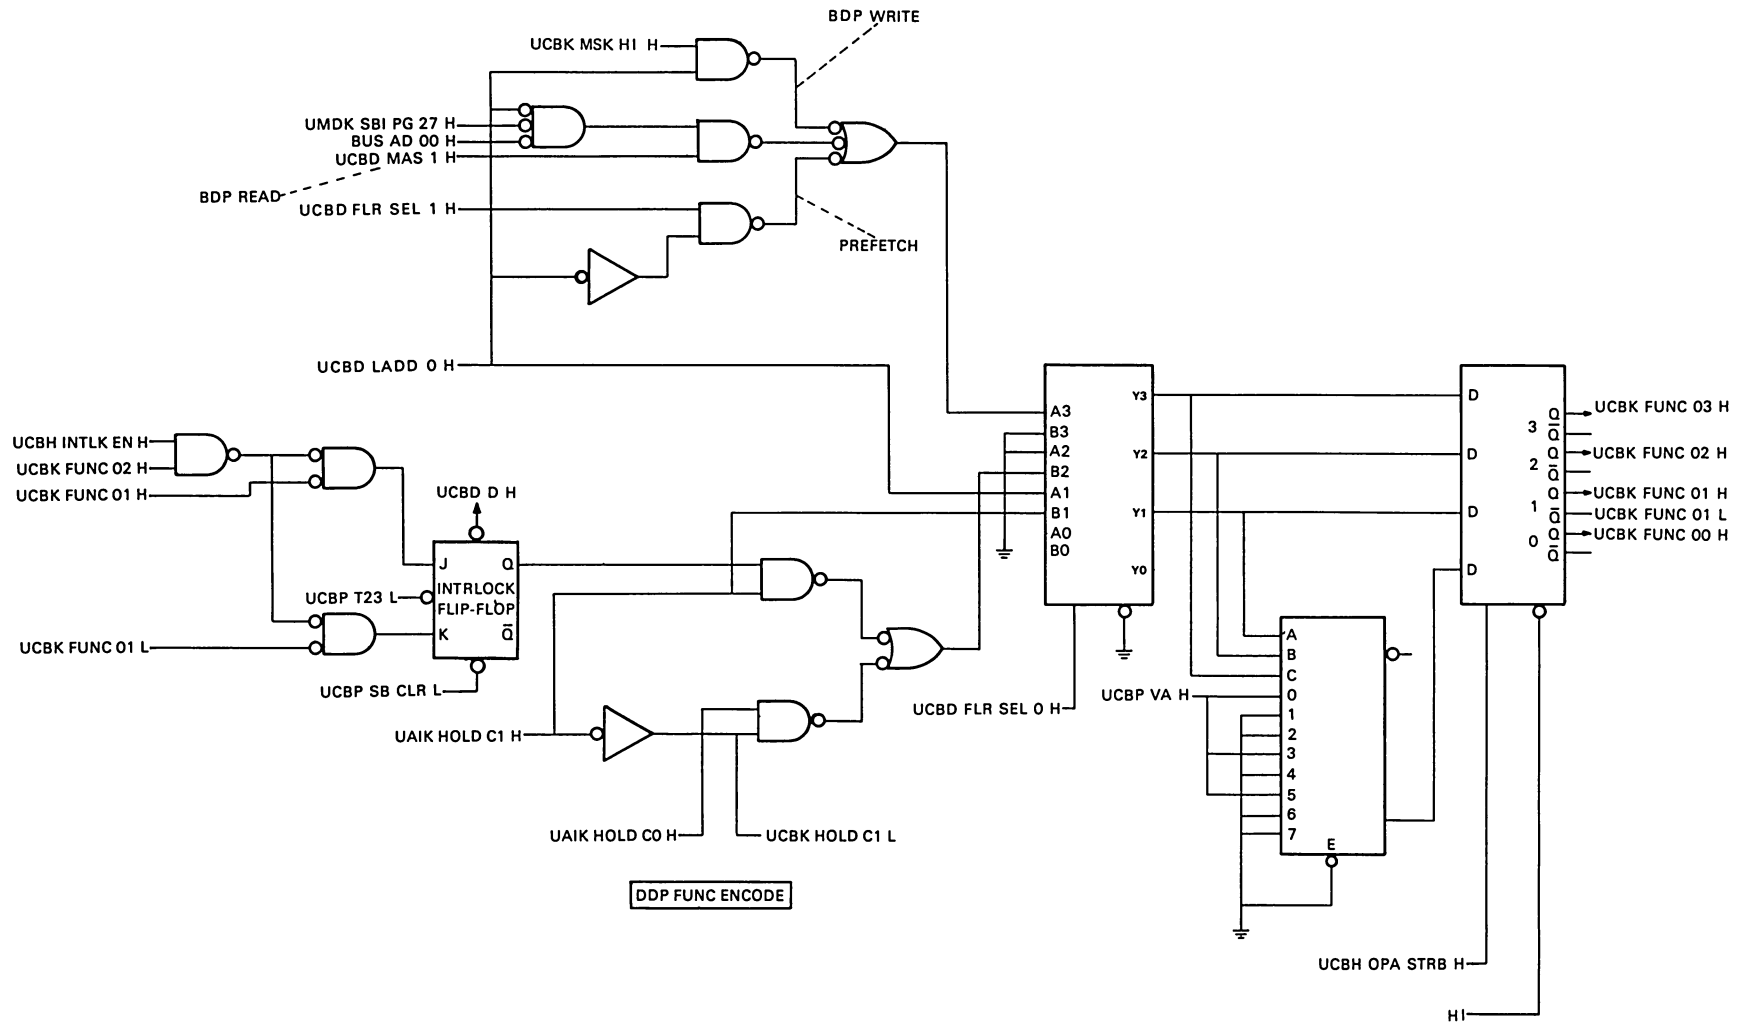 BDP WRITE
UCBK MSK HI H
UMDK SBI PG 27 H
BUS AD 00 H
UCBD MAS 1 H
BDP READ
UCBD FLR SEL 1 H
PREFETCH
UCBD LADD 0 H
UCBH INTLK EN H
UCBK FUNC 02 H
UCBK FUNC 01 H
UCBD D H
J Q
INTRLOCK
FLIP-FLOP
K Q̅
UCBP T23 L
UCBK FUNC 01 L
UCBP SB CLR L
UAIK HOLD C1 H
UAIK HOLD C0 H
UCBK HOLD C1 L
DDP FUNC ENCODE
A3
B3
A2
B2
A1
B1
A0
B0
Y3
Y2
Y1
Y0
UCBD FLR SEL 0 H
UCBP VA H
A
B
C
0
1
2
3
4
5
6
7
E
D
D
D
D
3 Q Q̅
2 Q Q̅
1 Q Q̅
0 Q Q̅
UCBK FUNC 03 H
UCBK FUNC 02 H
UCBK FUNC 01 H
UCBK FUNC 01 L
UCBK FUNC 00 H
UCBH OPA STRB H
HI